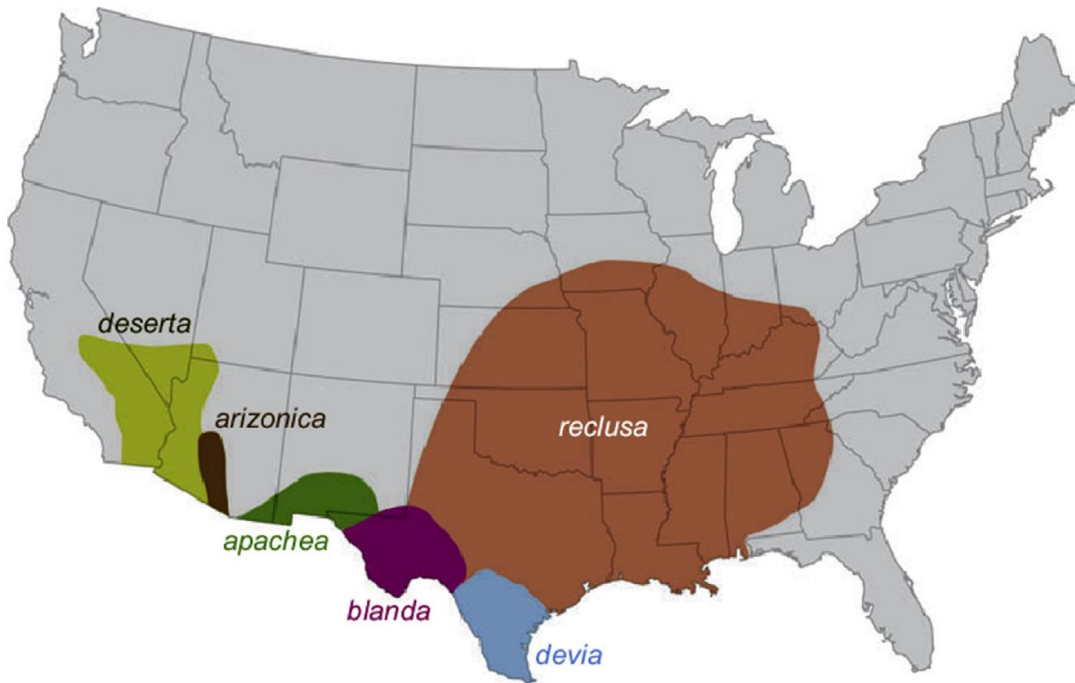 deserta
arizonica
reclusa
apachea
blanda
devia